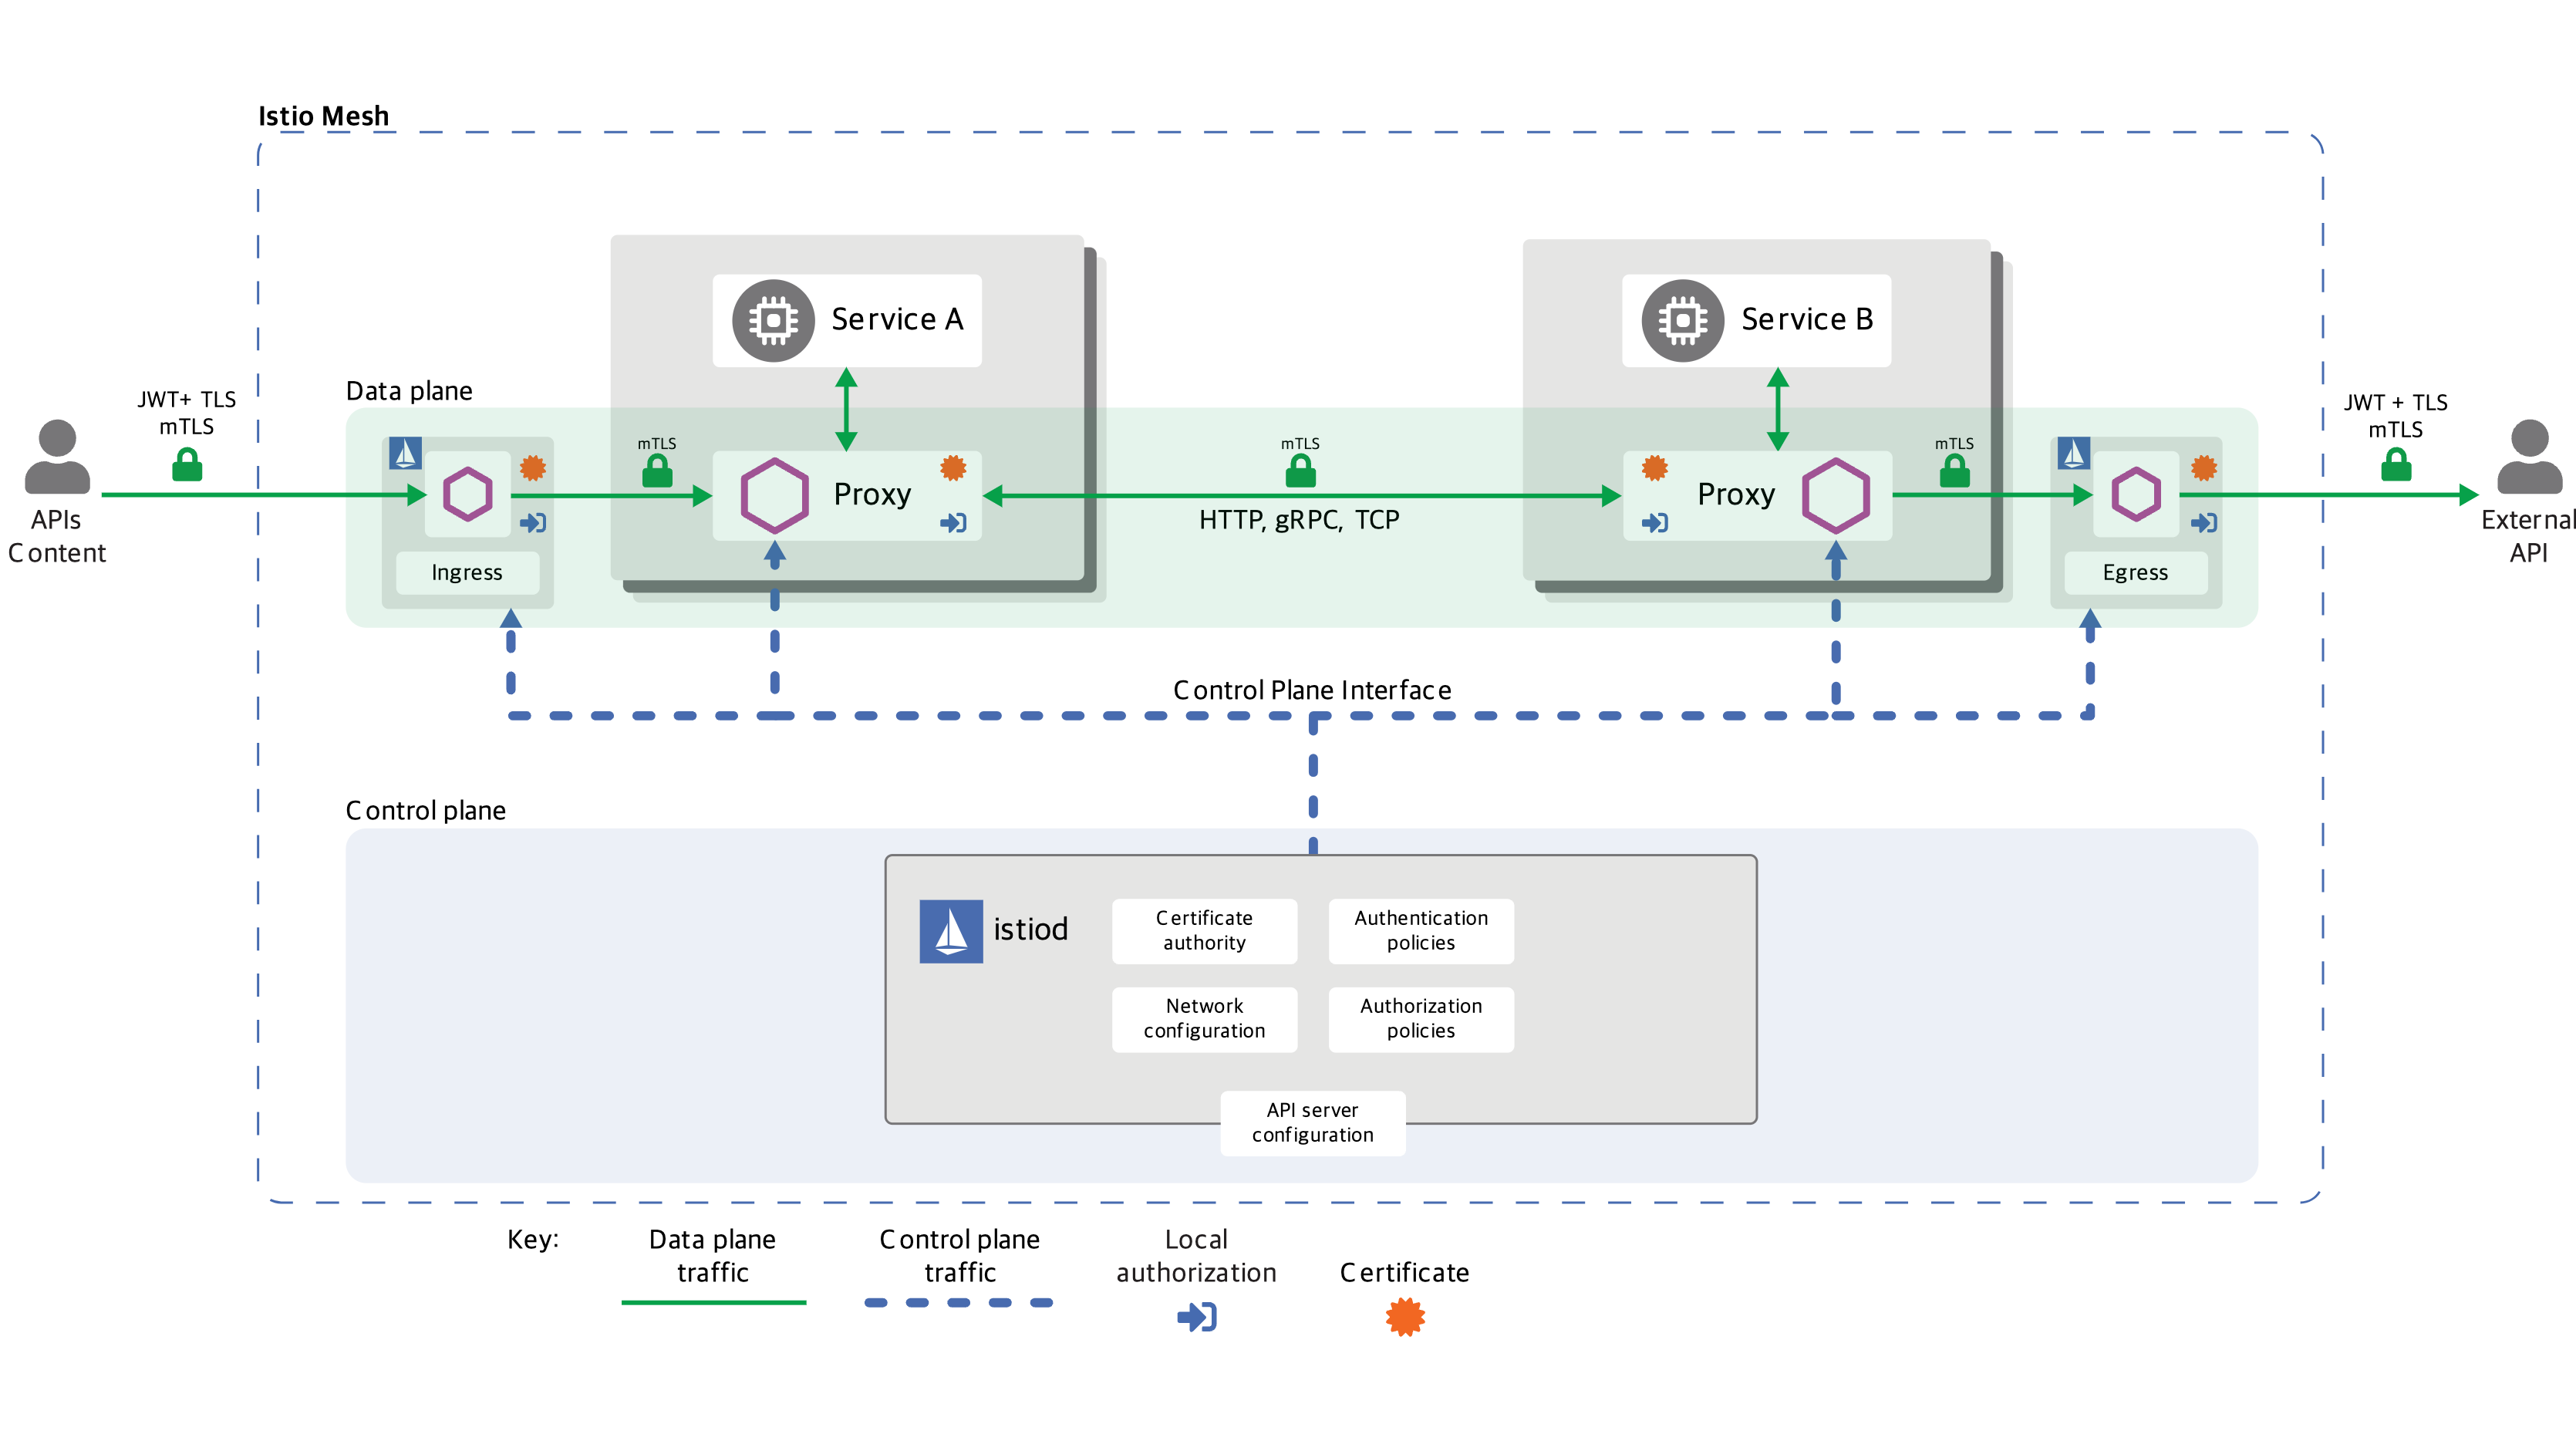 Istio Mesh
Service A
Service B
Data plane
JWT+ TLS
mTLS
JWT + TLS
mTLS
mTLS
mTLS
mTLS
Proxy
Proxy
HTTP, gRPC, TCP
APIs
Content
External
API
Ingress
Egress
Control Plane Interface
Control plane
istiod
Certificate
authority
Authentication
policies
Network
configuration
Authorization
policies
API server
configuration
Key:
Data plane
traffic
Control plane
traffic
Local
authorization
Certificate